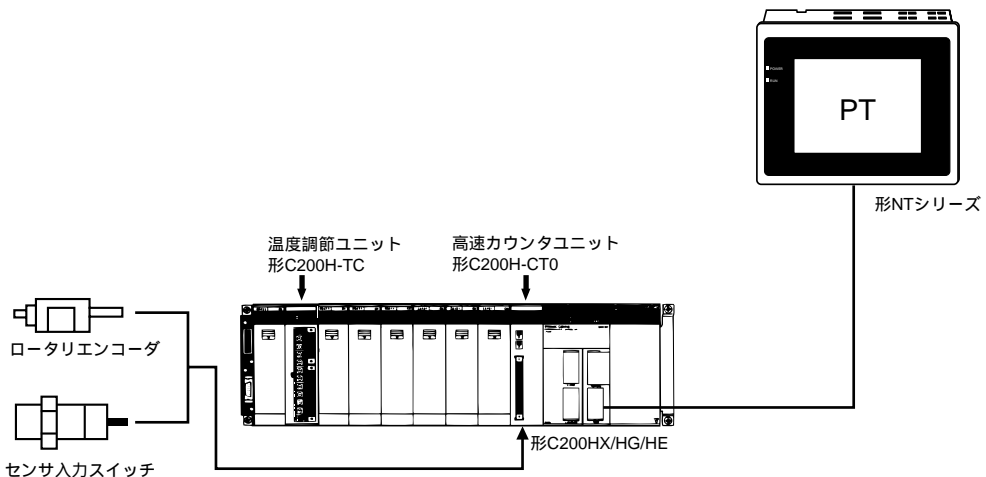 POWER
RUN
PT
形NTシリーズ
温度調節ユニット
形C200H-TC
高速カウンタユニット
形C200H-CT0
ロータリエンコーダ
形C200HX/HG/HE
センサ入力スイッチ